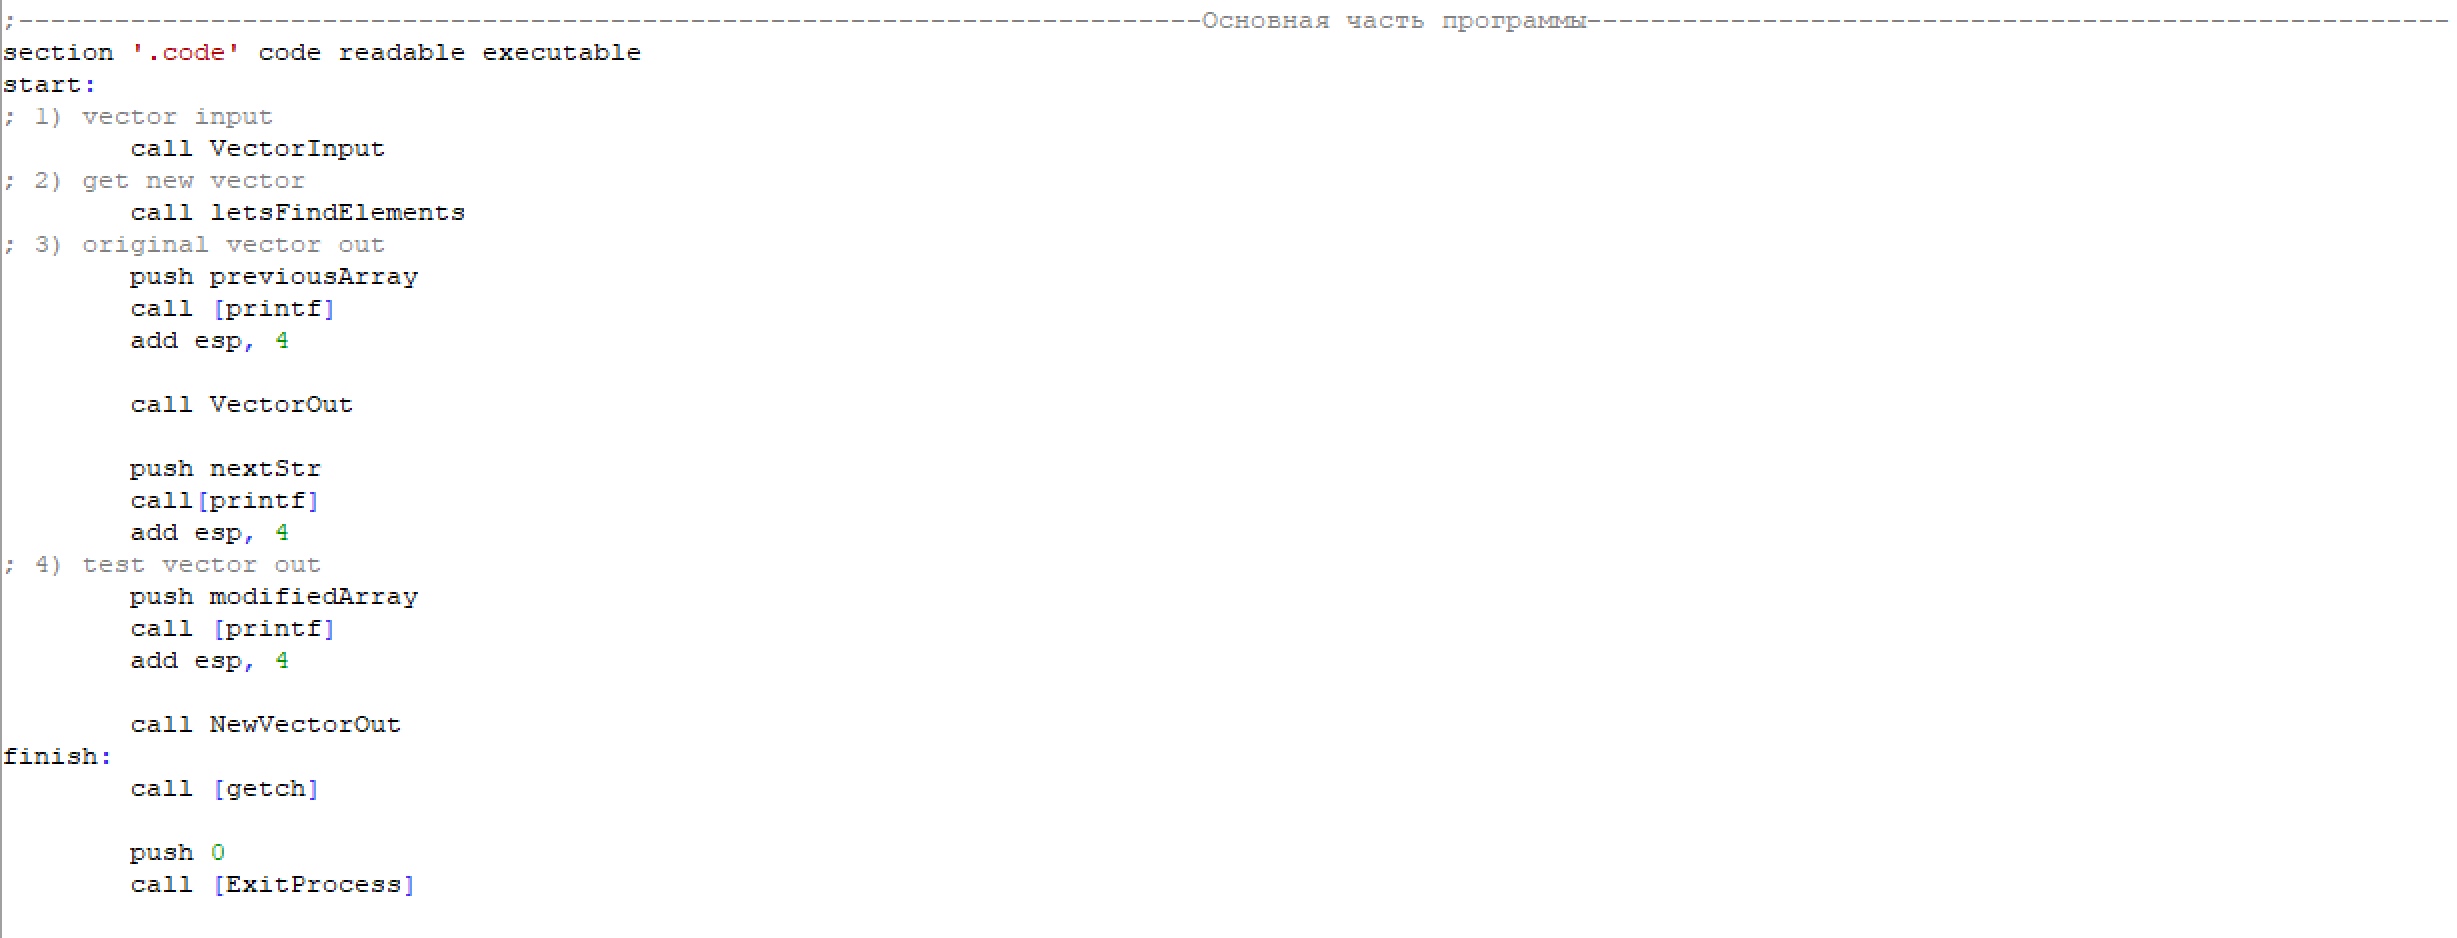 ;--------------------------------------------------------------------------Основная часть программы------------------------------------------------------
section '.code' code readable executable
start:
; 1) vector input
        call VectorInput
; 2) get new vector
        call letsFindElements
; 3) original vector out
        push previousArray
        call [printf]
        add esp, 4
        call VectorOut
        push nextStr
        call[printf]
        add esp, 4
; 4) test vector out
        push modifiedArray
        call [printf]
        add esp, 4
        call NewVectorOut
finish:
        call [getch]
        push 0
        call [ExitProcess]